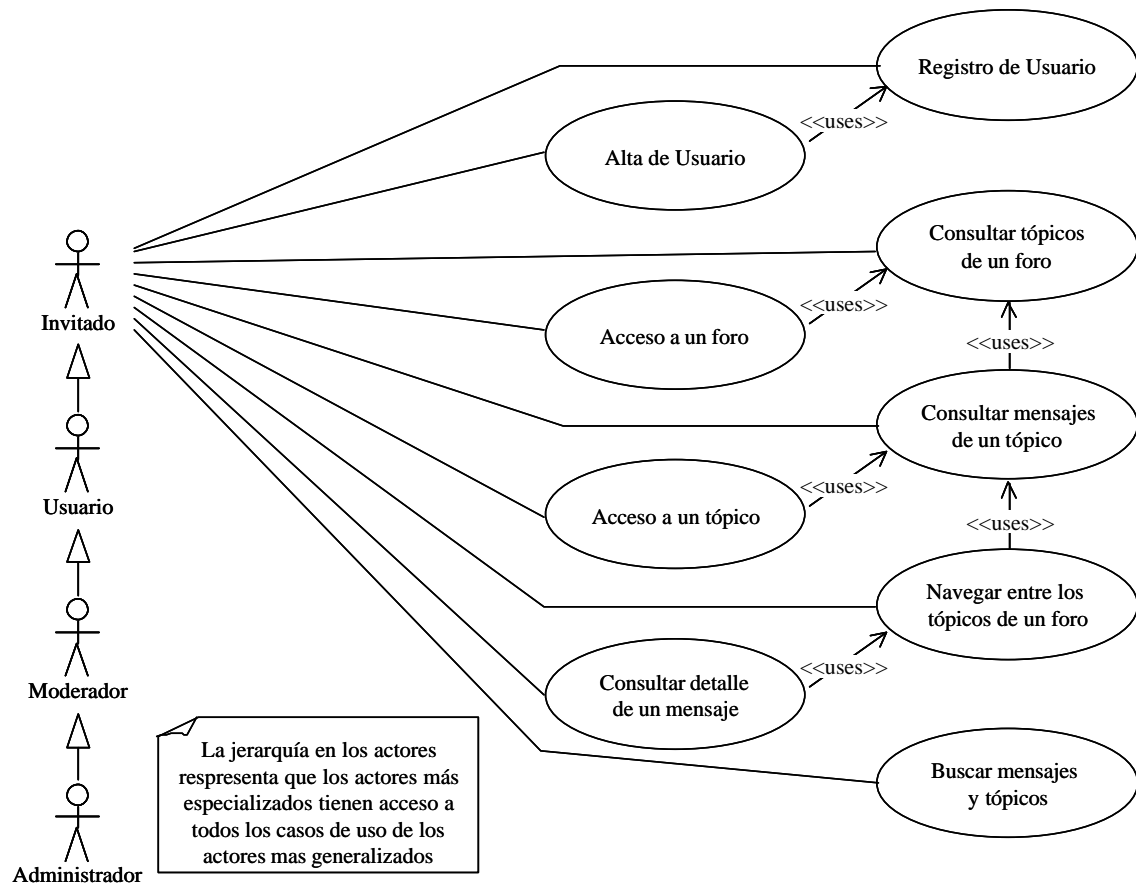 Registro de Usuario
<<uses>>
Alta de Usuario
Consultar tópicos
de un foro
<<uses>>
Invitado
Acceso a un foro
<<uses>>
Consultar mensajes
de un tópico
<<uses>>
Usuario
Acceso a un tópico
<<uses>>
Navegar entre los
tópicos de un foro
<<uses>>
Moderador
Consultar detalle
de un mensaje
La jerarquía en los actores
respresenta que los actores más
especializados tienen acceso a
todos los casos de uso de los
actores mas generalizados
Buscar mensajes
y tópicos
Administrador